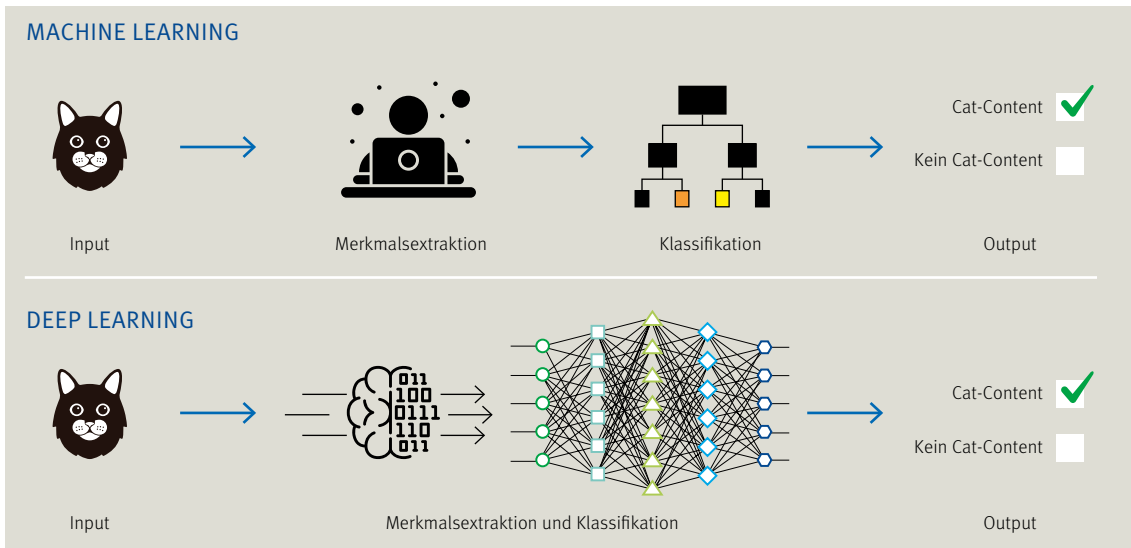 MACHINE LEARNING
Cat-Content
Kein Cat-Content
Input
Merkmalsextraktion
Klassifikation
Output
DEEP LEARNING
011
100
0111
110
011
Cat-Content
Kein Cat-Content
Input
Merkmalsextraktion und Klassifikation
Output